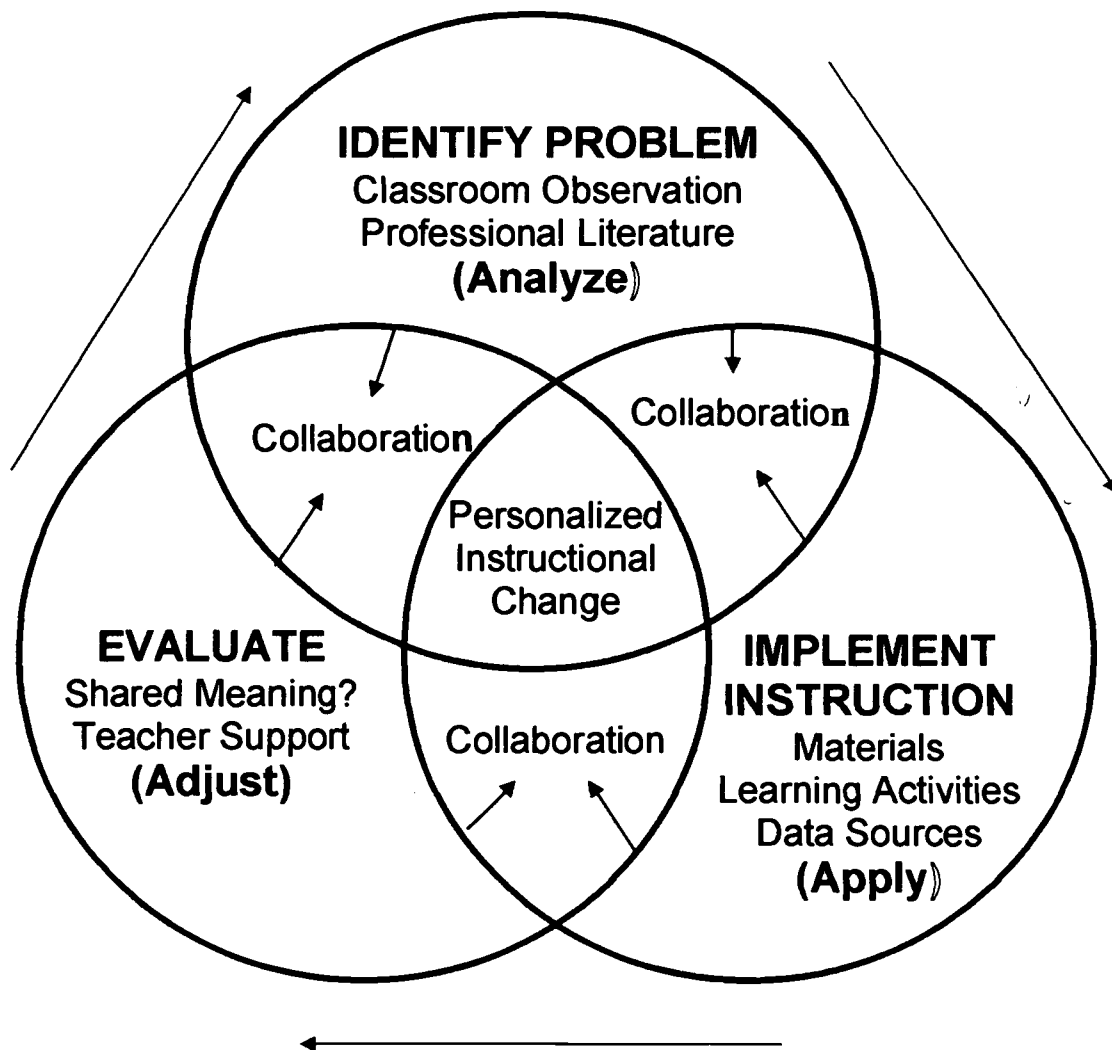 IDENTIFY PROBLEM
Classroom Observation
Professional Literature
(Analyze)
Collaboration
Collaboration
Personalized
Instructional
Change
EVALUATE
Shared Meaning?
Teacher Support
(Adjust)
IMPLEMENT
INSTRUCTION
Materials
Learning Activities
Data Sources
(Apply)
Collaboration